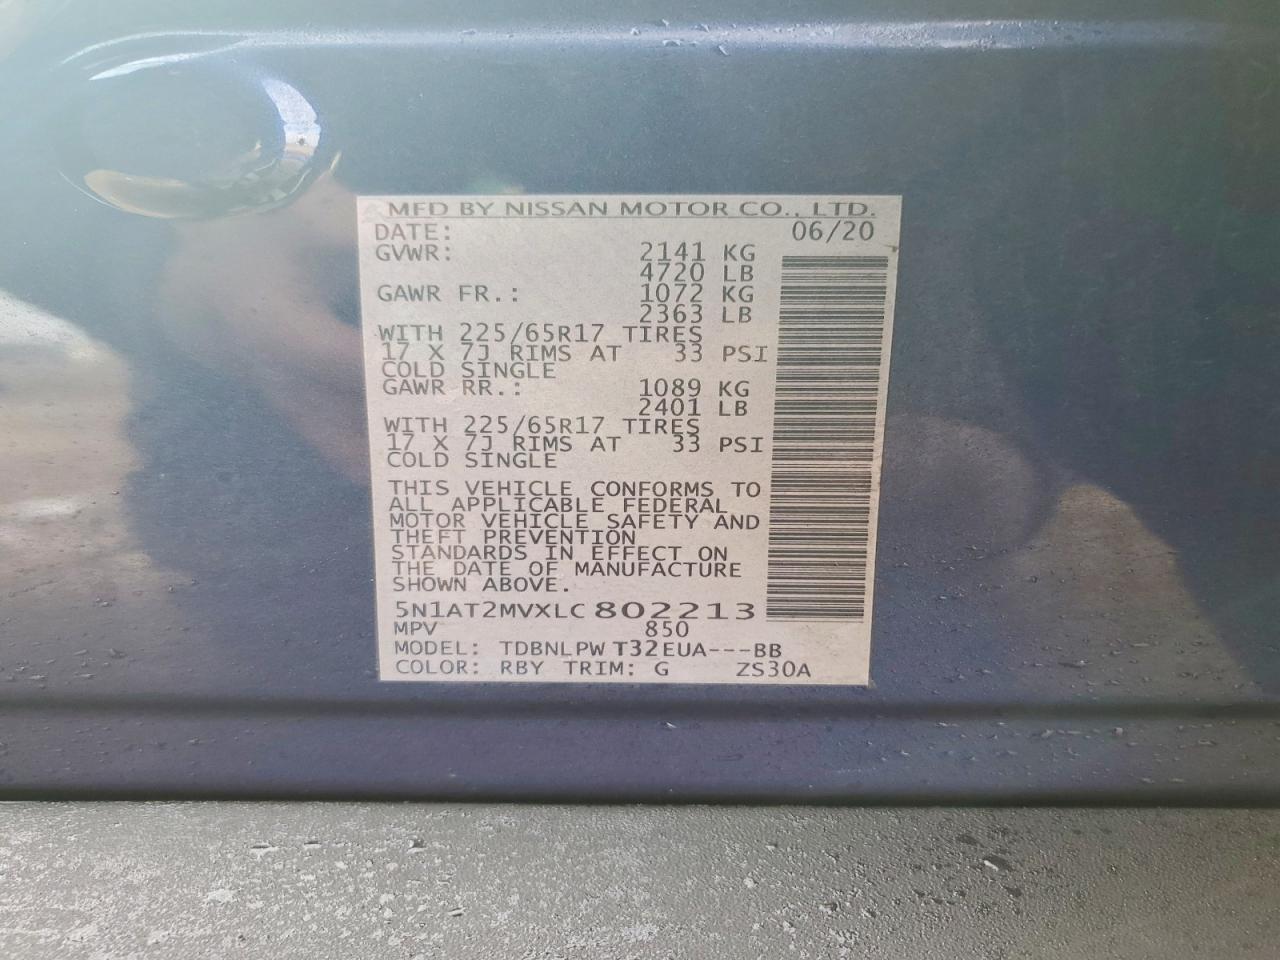 MFD BY NISSAN MOTOR CO., LTD.
DATE: 06/20
GVWR: 2141 KG
4720 LB
GAWR FR.: 1072 KG
2363 LB
WITH 225/65R17 TIRES
17 X 7J RIMS AT 33 PSI
COLD SINGLE
GAWR RR.: 1089 KG
2401 LB
WITH 225/65R17 TIRES
17 X 7J RIMS AT 33 PSI
COLD SINGLE
THIS VEHICLE CONFORMS TO
ALL APPLICABLE FEDERAL
MOTOR VEHICLE SAFETY AND
THEFT PREVENTION
STANDARDS IN EFFECT ON
THE DATE OF MANUFACTURE
SHOWN ABOVE.
5N1AT2MVXLC802213
MPV 850
MODEL: TDBNLPW T32EUA---BB
COLOR: RBY TRIM: G ZS30A